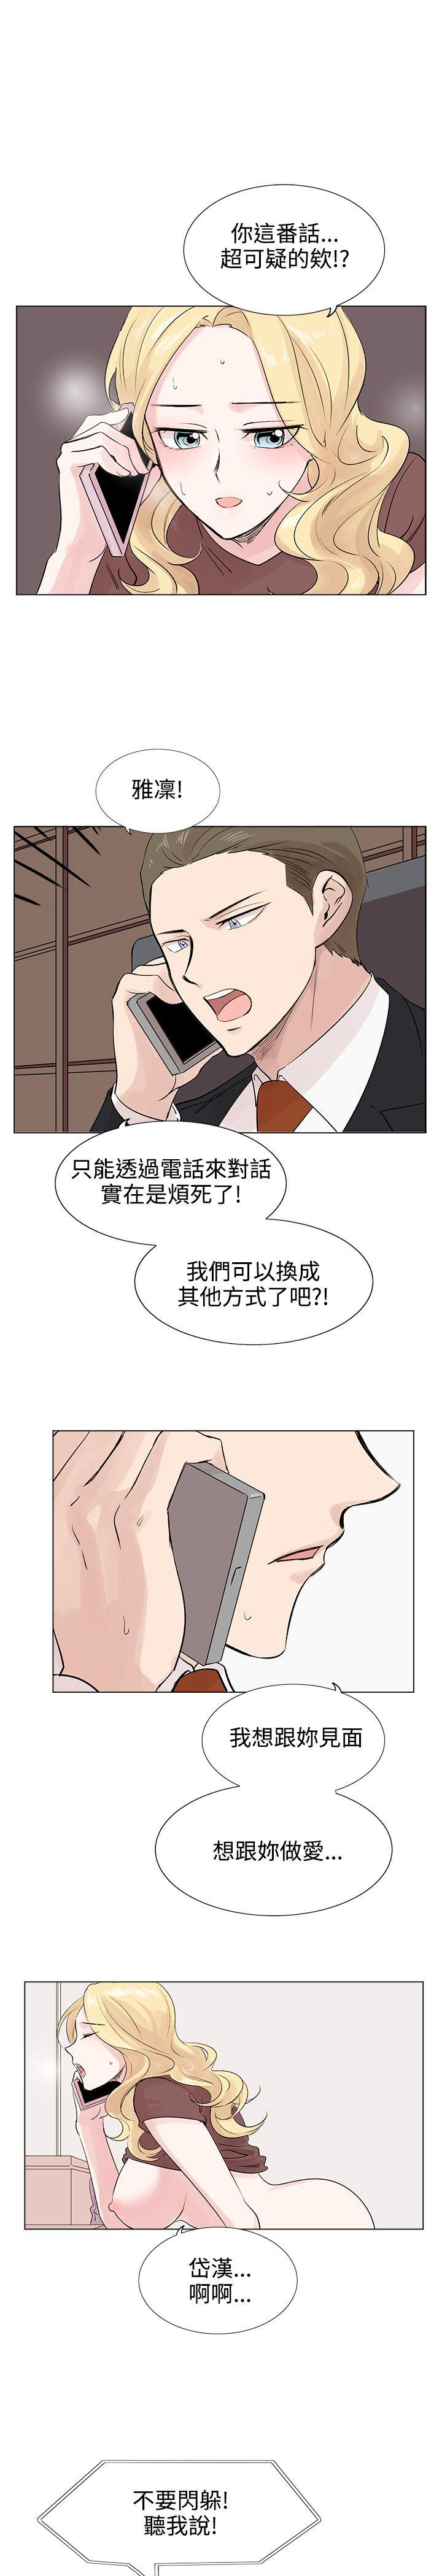 你這番話...
超可疑的欸!?
雅凜!
只能透過電話來對話
實在是煩死了!
我們可以換成
其他方式了吧?!
我想跟妳見面
想跟妳做愛...
岱漢...
啊啊...
不要閃躲!
聽我說!